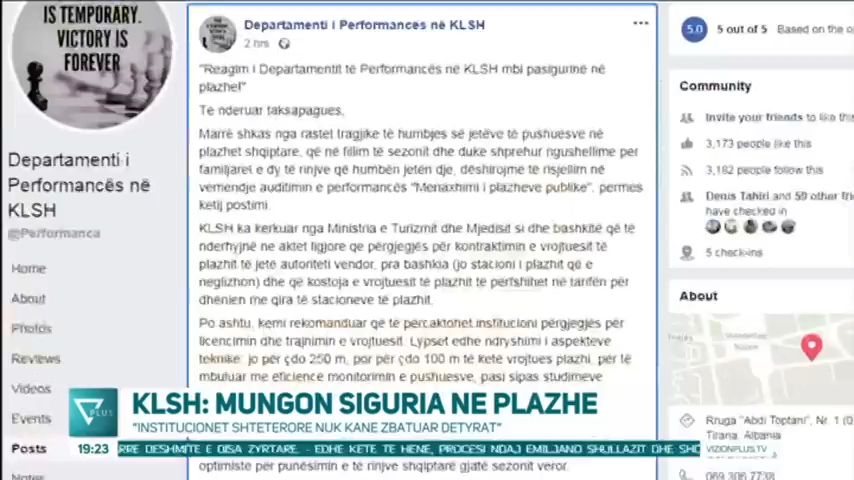 IS TEMPORARY.
VICTORY IS
FOREVER
Departamenti i
Performancës në
KLSH
@Performanca
Home
About
Photos
Reviews
Videos
Events
Posts
Notes
Departamenti i Performancës në KLSH
2 hrs
"Reagim i Departamentit të Performancës në KLSH mbi pasigurinë në
plazhe!"
Të nderuar taksapagues,
Marrë shkas nga rastet tragjike të humbjes së jetëve të pushuesve në
plazhet shqiptare, që në fillim të sezonit dhe duke shprehur ngushëllime për
familjarët e dy të rinjve që humbën jetën dje, dëshirojmë të risjellim në
vëmendje auditimin e performancës "Menaxhimi i plazheve publike", përmes
këtij postimi.
KLSH ka kërkuar nga Ministria e Turizmit dhe Mjedisit si dhe bashkitë që të
ndërhyjnë në aktet ligjore që përgjegjës për kontraktimin e vrojtuesit të
plazhit të jetë autoriteti vendor, pra bashkia (jo stacioni i plazhit që e
neglizhon) dhe që kostoja e vrojtuesit të plazhit të përfshihet në tarifën për
dhënien me qira të stacioneve të plazhit.
Po ashtu, kemi rekomanduar që të përcaktohet institucioni përgjegjës për
licencimin dhe trajnimin e vrojtuesit. Lypset edhe ndryshimi i aspekteve
teknike: jo për çdo 250 m, por për çdo 100 m të ketë vrojtues plazhi, për të
mbuluar me eficiencë monitorimin e pushuesve, pasi sipas studimeve
optimiste për punësimin e të rinjve shqiptarë gjatë sezonit veror.
5.0 5 out of 5 Based on the o
Community
Invite your friends to like thi
3,173 people like this
3,182 people follow this
Denis Tahiri and 59 other fri
have checked in
5 check-ins
About
Rruga "Abdi Toptani", Nr. 1 (0
Tirana, Albania
069 306 7738
PLUS
KLSH: MUNGON SIGURIA NE PLAZHE
"INSTITUCIONET SHTETERORE NUK KANE ZBATUAR DETYRAT"
19:23
RRE DESHMITE E DISA ZYRTARE. - EDHE KETE TE HENE, PROCESI NDAJ EMILJANO SHULLAZIT DHE SHO
VIZIONPLUS.TV